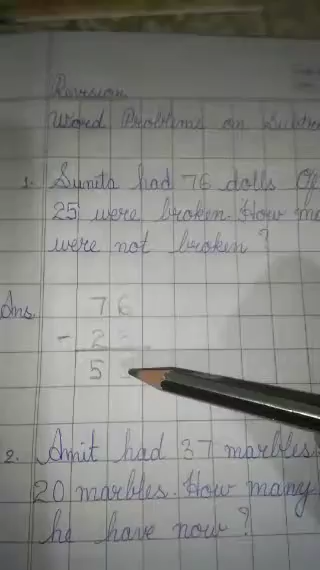 Revision
Word Problems on
1. Sunita had 76 dolls
25 were broken. How
were not broken?
Ans.
76
- 2
5
2. Amit had 37 marbles.
20 marbles. How many
he have now?